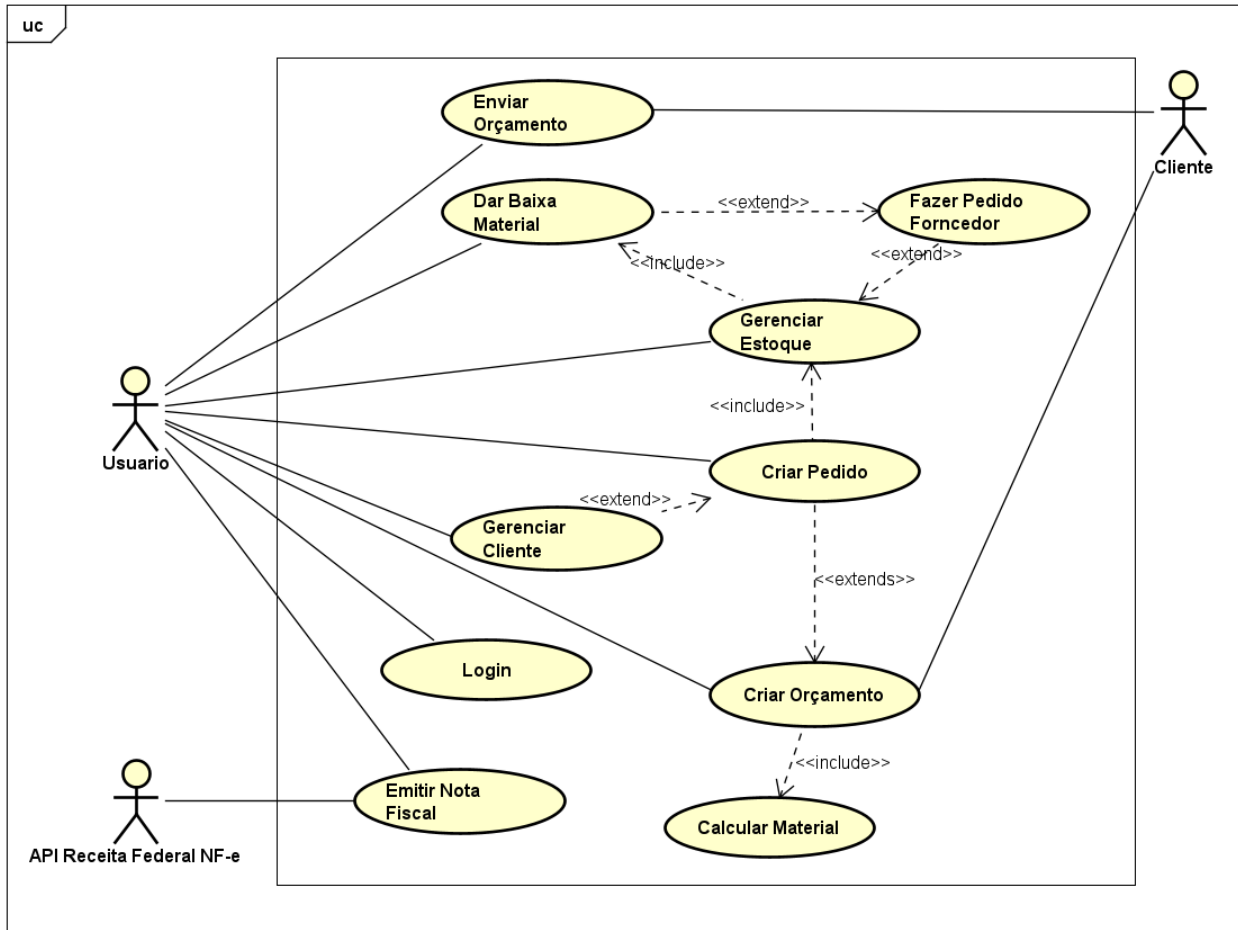 uc
Enviar
Orçamento
Cliente
Dar Baixa
Material
<<extend>>
Fazer Pedido
Forncedor
<<include>>
<<extend>>
Gerenciar
Estoque
<<include>>
Usuario
Criar Pedido
<<extend>>
Gerenciar
Cliente
<<extends>>
Login
Criar Orçamento
<<include>>
Emitir Nota
Fiscal
Calcular Material
API Receita Federal NF-e